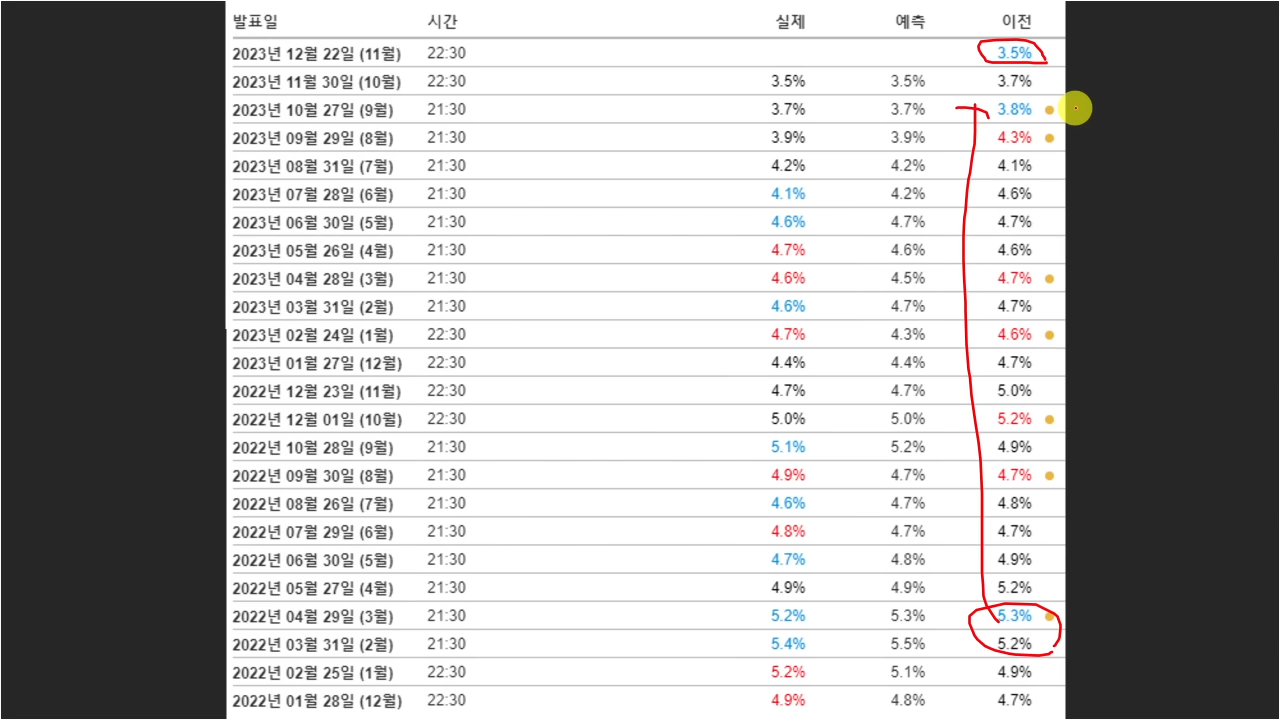 발표일 시간 실제 예측 이전
2023년 12월 22일 (11월) 22:30 3.5%
2023년 11월 30일 (10월) 22:30 3.5% 3.5% 3.7%
2023년 10월 27일 (9월) 21:30 3.7% 3.7% 3.8%
2023년 09월 29일 (8월) 21:30 3.9% 3.9% 4.3%
2023년 08월 31일 (7월) 21:30 4.2% 4.2% 4.1%
2023년 07월 28일 (6월) 21:30 4.1% 4.2% 4.6%
2023년 06월 30일 (5월) 21:30 4.6% 4.7% 4.7%
2023년 05월 26일 (4월) 21:30 4.7% 4.6% 4.6%
2023년 04월 28일 (3월) 21:30 4.6% 4.5% 4.7%
2023년 03월 31일 (2월) 21:30 4.6% 4.7% 4.7%
2023년 02월 24일 (1월) 22:30 4.7% 4.3% 4.6%
2023년 01월 27일 (12월) 22:30 4.4% 4.4% 4.7%
2022년 12월 23일 (11월) 22:30 4.7% 4.7% 5.0%
2022년 12월 01일 (10월) 22:30 5.0% 5.0% 5.2%
2022년 10월 28일 (9월) 21:30 5.1% 5.2% 4.9%
2022년 09월 30일 (8월) 21:30 4.9% 4.7% 4.7%
2022년 08월 26일 (7월) 21:30 4.6% 4.7% 4.8%
2022년 07월 29일 (6월) 21:30 4.8% 4.7% 4.7%
2022년 06월 30일 (5월) 21:30 4.7% 4.8% 4.9%
2022년 05월 27일 (4월) 21:30 4.9% 4.9% 5.2%
2022년 04월 29일 (3월) 21:30 5.2% 5.3% 5.3%
2022년 03월 31일 (2월) 21:30 5.4% 5.5% 5.2%
2022년 02월 25일 (1월) 22:30 5.2% 5.1% 4.9%
2022년 01월 28일 (12월) 22:30 4.9% 4.8% 4.7%